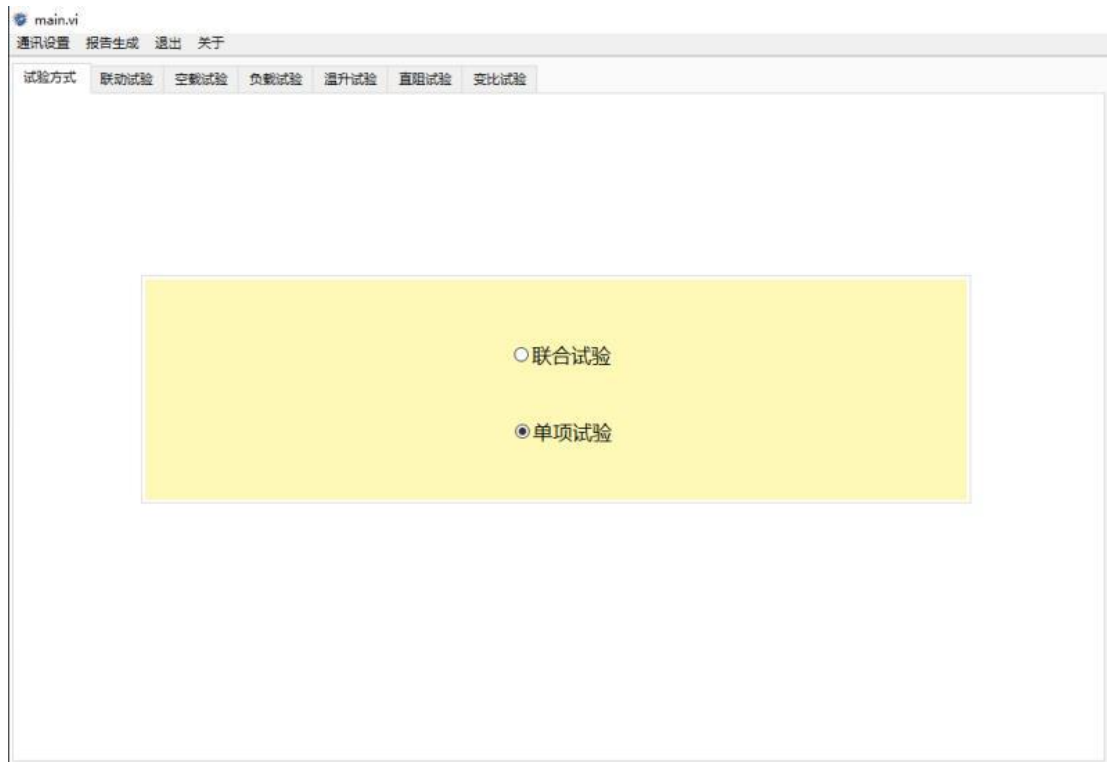 main.vi
通讯设置 报告生成 退出 关于
试验方式 联动试验 空载试验 负载试验 温升试验 直阻试验 变比试验
联合试验
单项试验